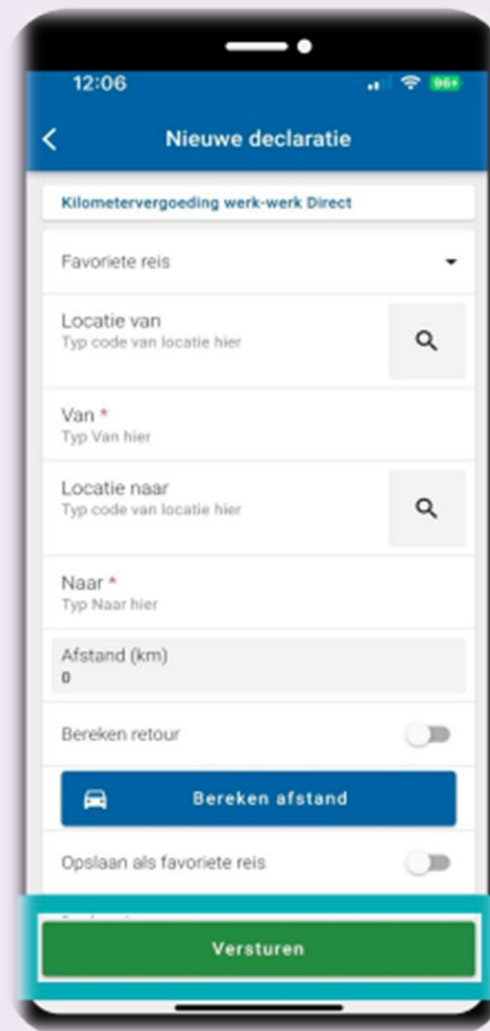 12:06
96+
Nieuwe declaratie
Kilometervergoeding werk-werk Direct
Favoriete reis
Locatie van
Typ code van locatie hier
Van *
Typ Van hier
Locatie naar
Typ code van locatie hier
Naar *
Typ Naar hier
Afstand (km)
0
Bereken retour
Bereken afstand
Opslaan als favoriete reis
Versturen